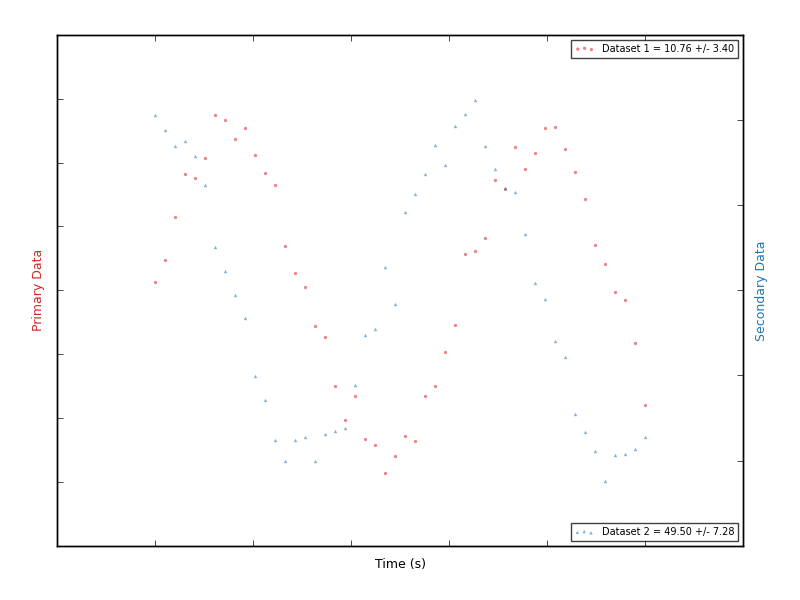 Dataset 1 = 10.76 +/- 3.40
Primary Data
Secondary Data
Dataset 2 = 49.50 +/- 7.28
Time (s)